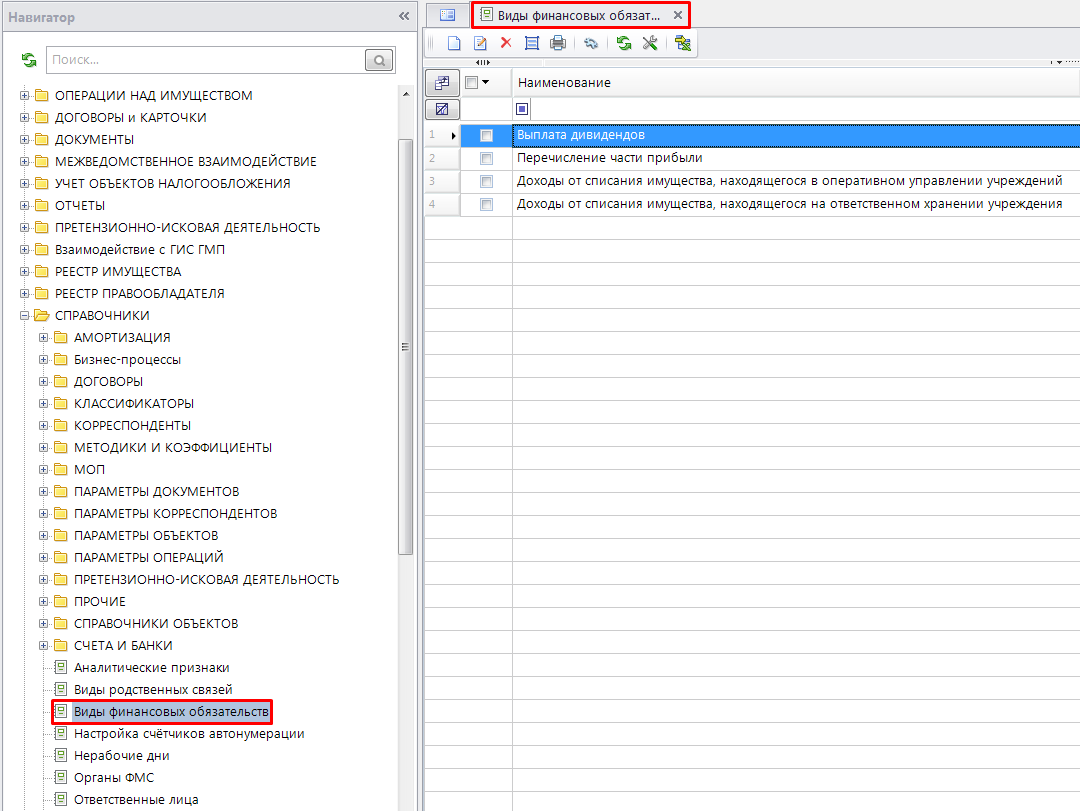 Навигатор
Поиск...
ОПЕРАЦИИ НАД ИМУЩЕСТВОМ
ДОГОВОРЫ и КАРТОЧКИ
ДОКУМЕНТЫ
МЕЖВЕДОМСТВЕННОЕ ВЗАИМОДЕЙСТВИЕ
УЧЕТ ОБЪЕКТОВ НАЛОГООБЛОЖЕНИЯ
ОТЧЕТЫ
ПРЕТЕНЗИОННО-ИСКОВАЯ ДЕЯТЕЛЬНОСТЬ
Взаимодействие с ГИС ГМП
РЕЕСТР ИМУЩЕСТВА
РЕЕСТР ПРАВООБЛАДАТЕЛЯ
СПРАВОЧНИКИ
АМОРТИЗАЦИЯ
Бизнес-процессы
ДОГОВОРЫ
КЛАССИФИКАТОРЫ
КОРРЕСПОНДЕНТЫ
МЕТОДИКИ И КОЭФФИЦИЕНТЫ
МОП
ПАРАМЕТРЫ ДОКУМЕНТОВ
ПАРАМЕТРЫ КОРРЕСПОНДЕНТОВ
ПАРАМЕТРЫ ОБЪЕКТОВ
ПАРАМЕТРЫ ОПЕРАЦИЙ
ПРЕТЕНЗИОННО-ИСКОВАЯ ДЕЯТЕЛЬНОСТЬ
ПРОЧИЕ
СПРАВОЧНИКИ ОБЪЕКТОВ
СЧЕТА И БАНКИ
Аналитические признаки
Виды родственных связей
Виды финансовых обязательств
Настройка счётчиков автонумерации
Нерабочие дни
Органы ФМС
Ответственные лица
Виды финансовых обязат...
Наименование
1 Выплата дивидендов
2 Перечисление части прибыли
3 Доходы от списания имущества, находящегося в оперативном управлении учреждений
4 Доходы от списания имущества, находящегося на ответственном хранении учреждения